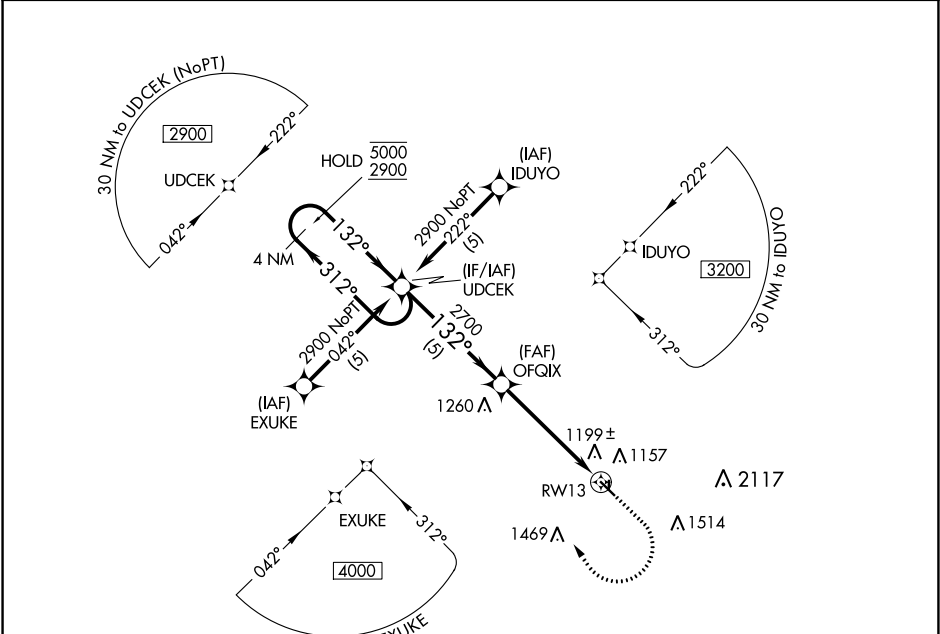 30 NM to UDCEK (NoPT)
2900
222°
UDCEK
042°
HOLD 5000
2900
(IAF)
IDUYO
132°
2900 NoPT
222°
(5)
4 NM
312°
(IF/IAF)
UDCEK
2900 NoPT
042°
(5)
2700
132°
(5)
(IAF)
EXUKE
(FAF)
OFQIX
1260
222°
IDUYO
3200
312°
30 NM to IDUYO
1199±
1157
RW13
2117
1514
1469
EXUKE
042°
312°
4000
EXUKE